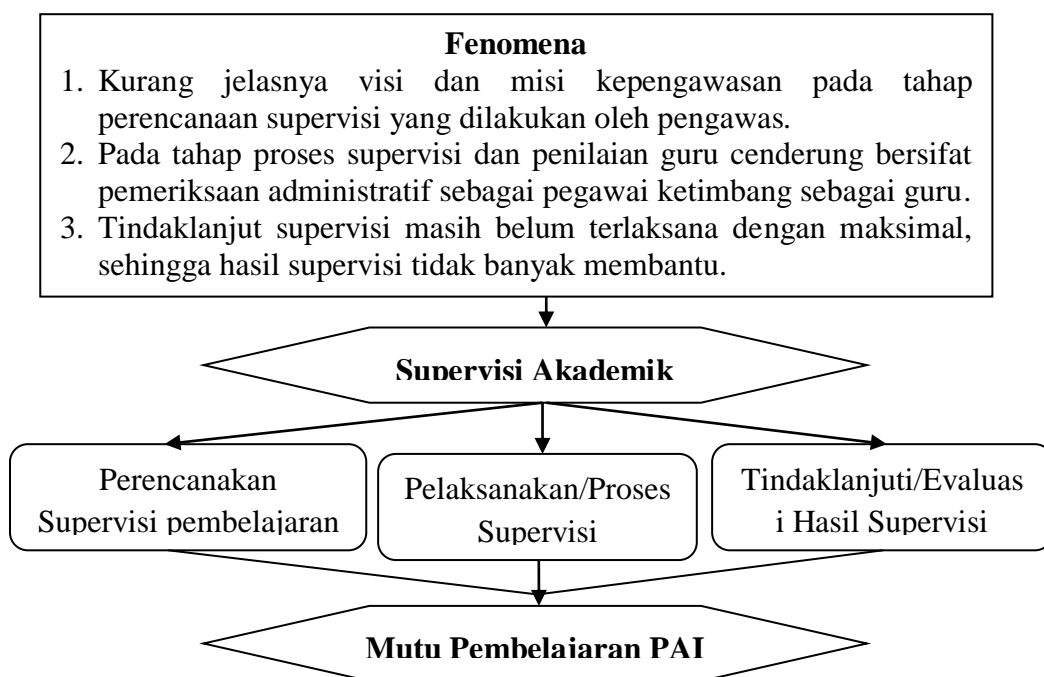 Fenomena
1. Kurang jelasnya visi dan misi kepengawasan pada tahap
perencanaan supervisi yang dilakukan oleh pengawas.
2. Pada tahap proses supervisi dan penilaian guru cenderung bersifat
pemeriksaan administratif sebagai pegawai ketimbang sebagai guru.
3. Tindaklanjut supervisi masih belum terlaksana dengan maksimal,
sehingga hasil supervisi tidak banyak membantu.
Supervisi Akademik
Perencanakan
Supervisi pembelajaran
Pelaksanakan/Proses
Supervisi
Tindaklanjuti/Evaluas
i Hasil Supervisi
Mutu Pembelajaran PAI